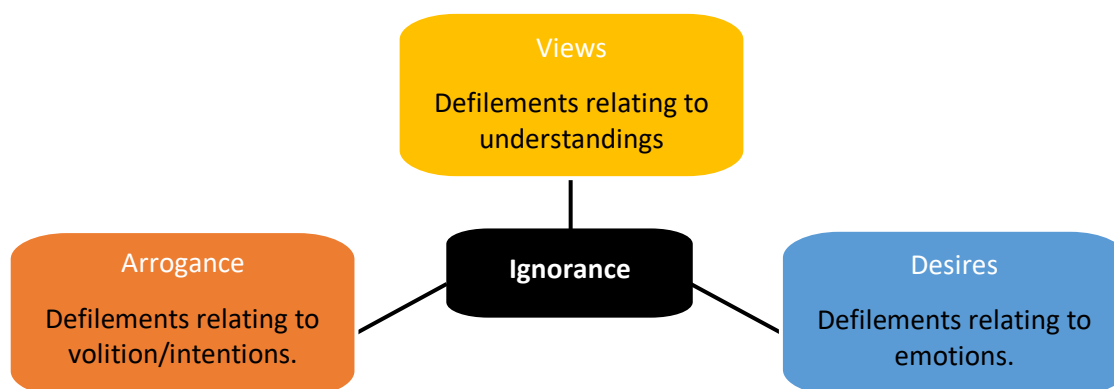 Views
Defilements relating to
understandings
Ignorance
Arrogance
Defilements relating to
volition/intentions.
Desires
Defilements relating to
emotions.